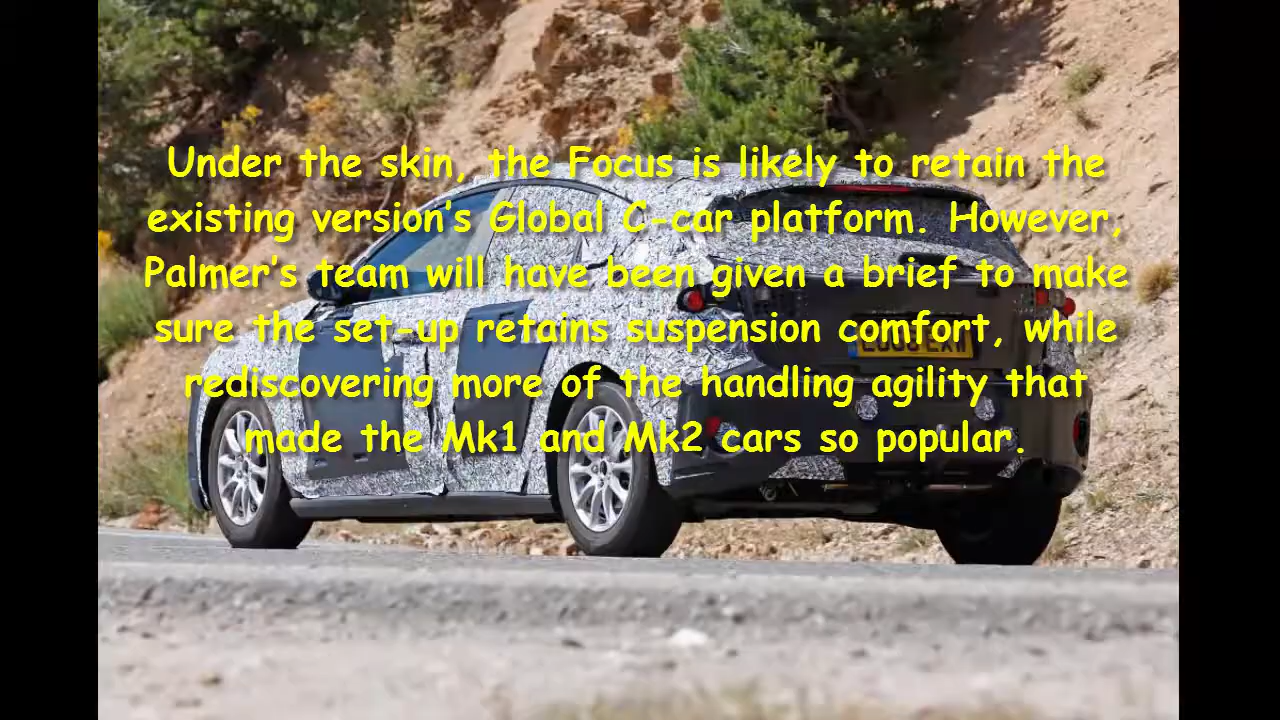 Under the skin, the Focus is likely to retain the
existing version's Global C-car platform. However,
Palmer's team will have been given a brief to make
sure the set-up retains suspension comfort, while
rediscovering more of the handling agility that
made the Mk1 and Mk2 cars so popular.